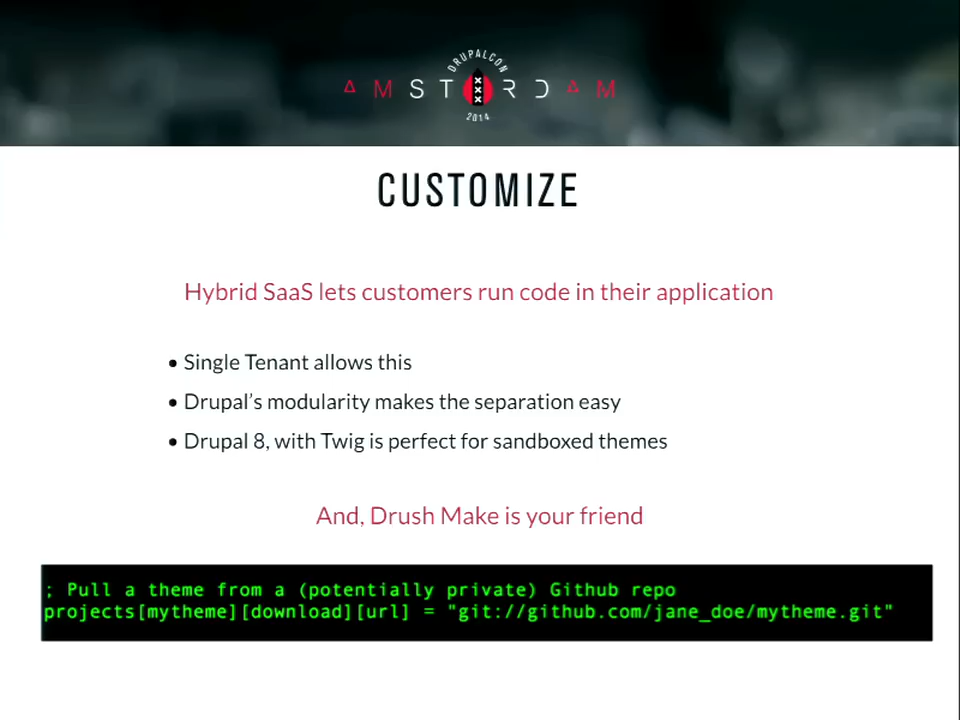 DRUPALCON
AMSTERDAM
2014
CUSTOMIZE
Hybrid SaaS lets customers run code in their application
• Single Tenant allows this
• Drupal’s modularity makes the separation easy
• Drupal 8, with Twig is perfect for sandboxed themes
And, Drush Make is your friend
; Pull a theme from a (potentially private) Github repo
projects[mytheme][download][url] = "git://github.com/jane_doe/mytheme.git"